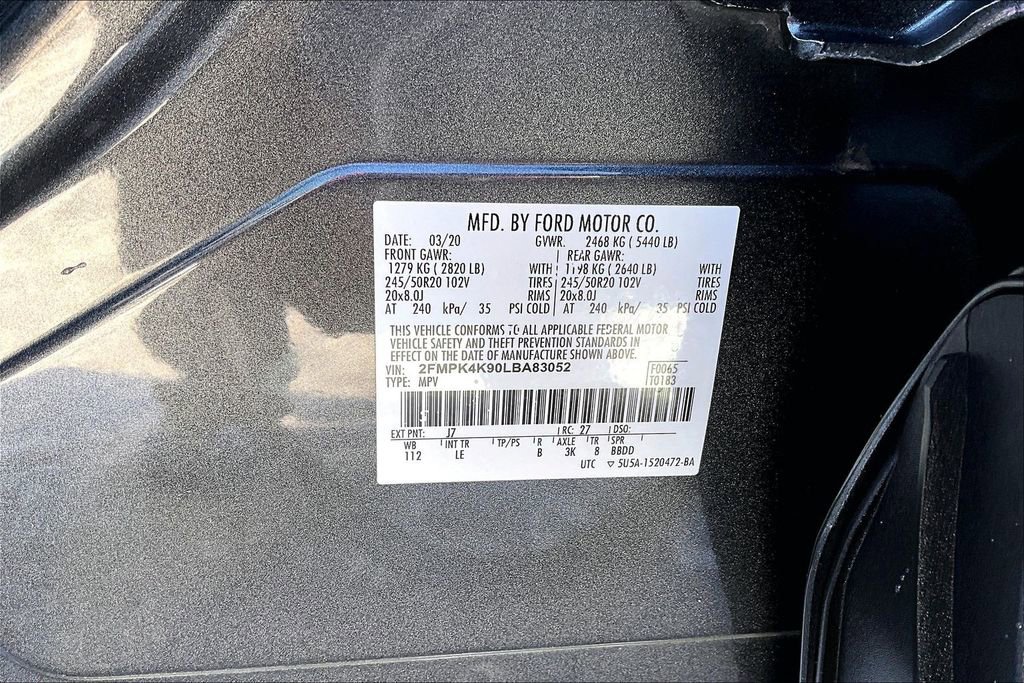 MFD. BY FORD MOTOR CO.
DATE: 03/20 GVWR. 2468 KG ( 5440 LB)
FRONT GAWR: REAR GAWR:
1279 KG ( 2820 LB) WITH 1198 KG ( 2640 LB) WITH
245/50R20 102V TIRES 245/50R20 102V TIRES
20x8.0J RIMS 20x8.0J RIMS
AT 240 kPa/ 35 PSI COLD AT 240 kPa/ 35 PSI COLD
THIS VEHICLE CONFORMS TO ALL APPLICABLE FEDERAL MOTOR
VEHICLE SAFETY AND THEFT PREVENTION STANDARDS IN
EFFECT ON THE DATE OF MANUFACTURE SHOWN ABOVE.
VIN: 2FMPK4K90LBA83052 F0065
TYPE: MPV T0183
EXT PNT: J7 RC: 27 DSO:
WB INT TR TP/PS R AXLE TR SPR
112 LE B 3K 8 BBDD
UTC ▽ 5U5A-1520472-BA